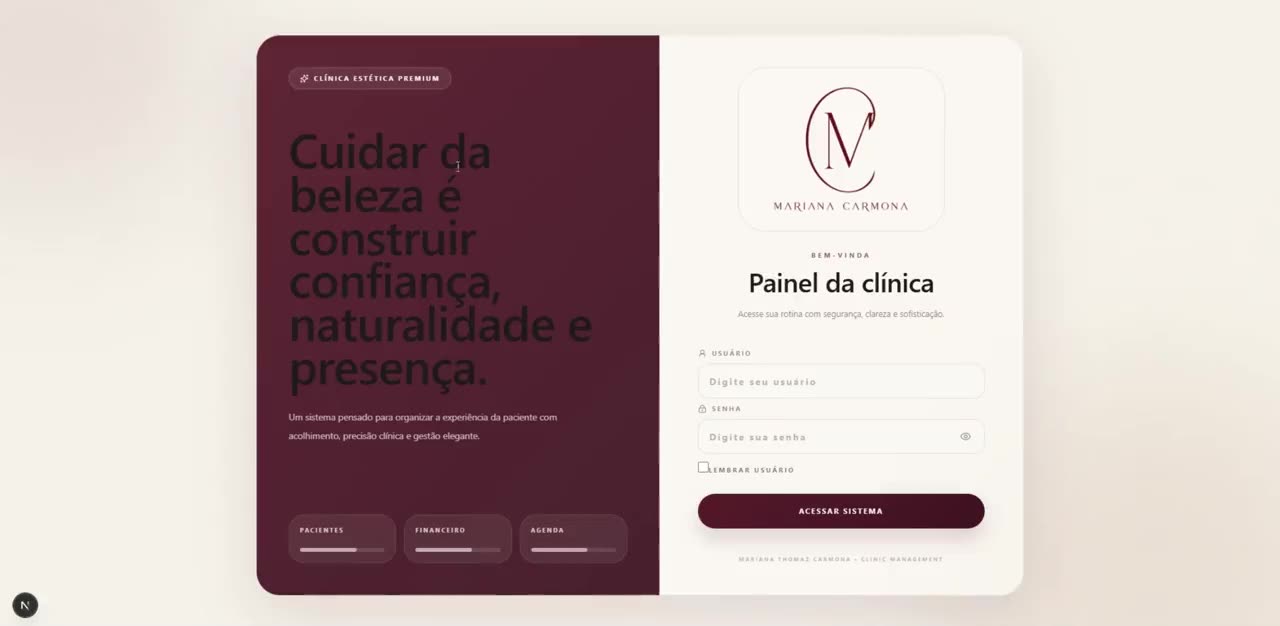 CLÍNICA ESTÉTICA PREMIUM
Cuidar da
beleza é
construir
confiança,
naturalidade e
presença.
Um sistema pensado para organizar a experiência da paciente com
acolhimento, precisão clínica e gestão elegante.
PACIENTES
FINANCEIRO
AGENDA
MARIANA CARMONA
BEM-VINDA
Painel da clínica
Acesse sua rotina com segurança, clareza e sofisticação.
USUÁRIO
Digite seu usuário
SENHA
Digite sua senha
LEMBRAR USUÁRIO
ACESSAR SISTEMA
MARIANA THOMAZ CARMONA • CLINIC MANAGEMENT
N